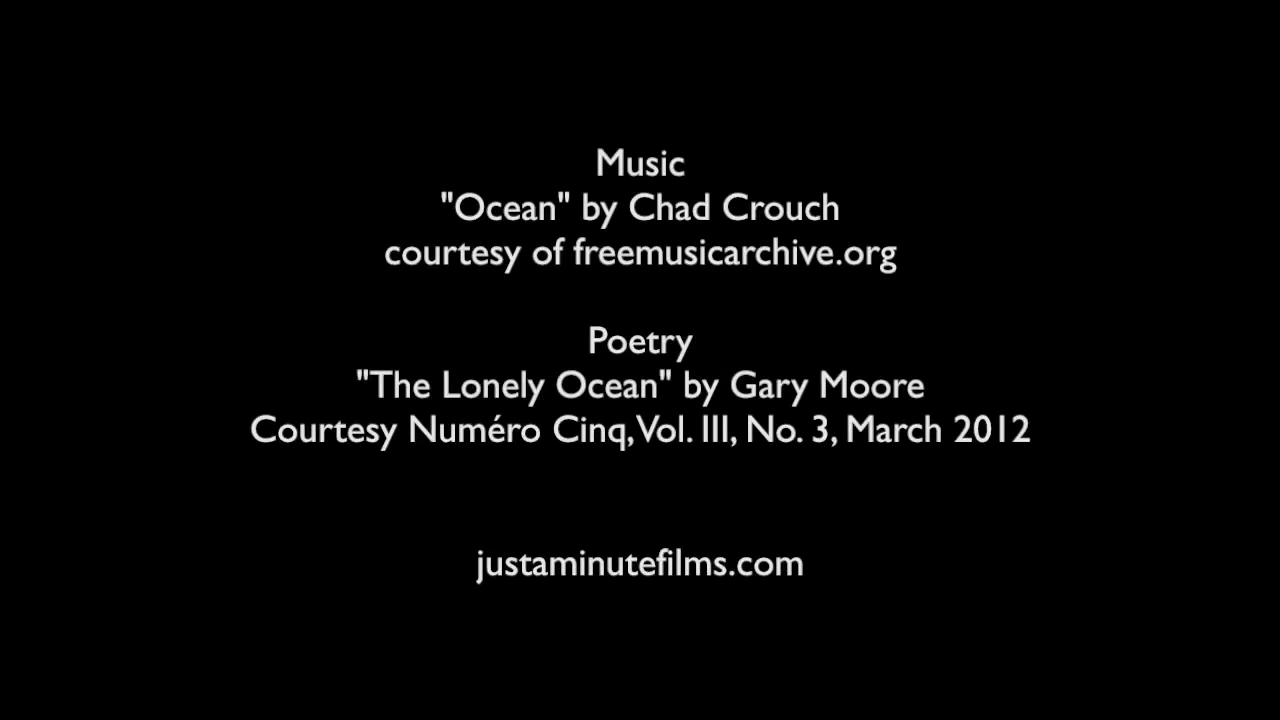 Music
"Ocean" by Chad Crouch
courtesy of freemusicarchive.org
Poetry
"The Lonely Ocean" by Gary Moore
Courtesy Numéro Cinq, Vol. III, No. 3, March 2012
justaminutefilms.com